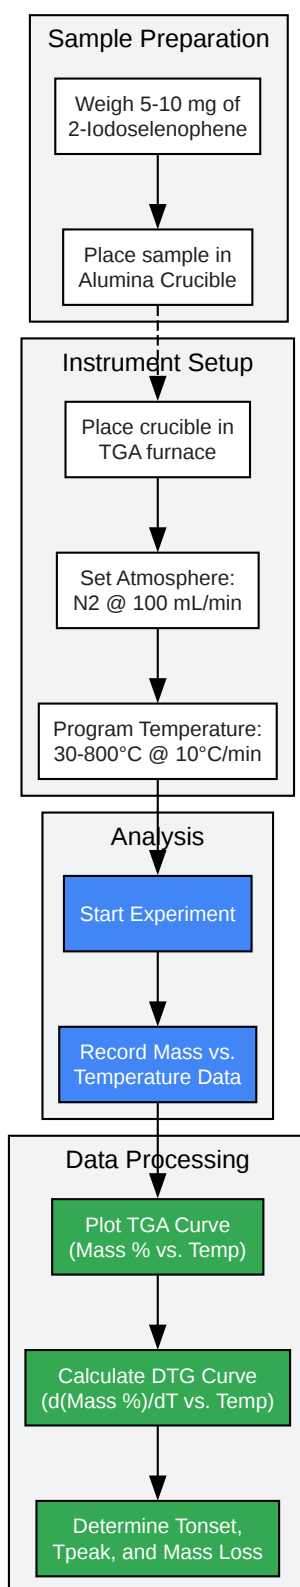 Sample Preparation
Weigh 5-10 mg of
2-Iodoselenophene
Place sample in
Alumina Crucible
Instrument Setup
Place crucible in
TGA furnace
Set Atmosphere:
N2 @ 100 mL/min
Program Temperature:
30-800°C @ 10°C/min
Analysis
Start Experiment
Record Mass vs.
Temperature Data
Data Processing
Plot TGA Curve
(Mass % vs. Temp)
Calculate DTG Curve
(d(Mass %)/dT vs. Temp)
Determine Tonset,
Tpeak, and Mass Loss